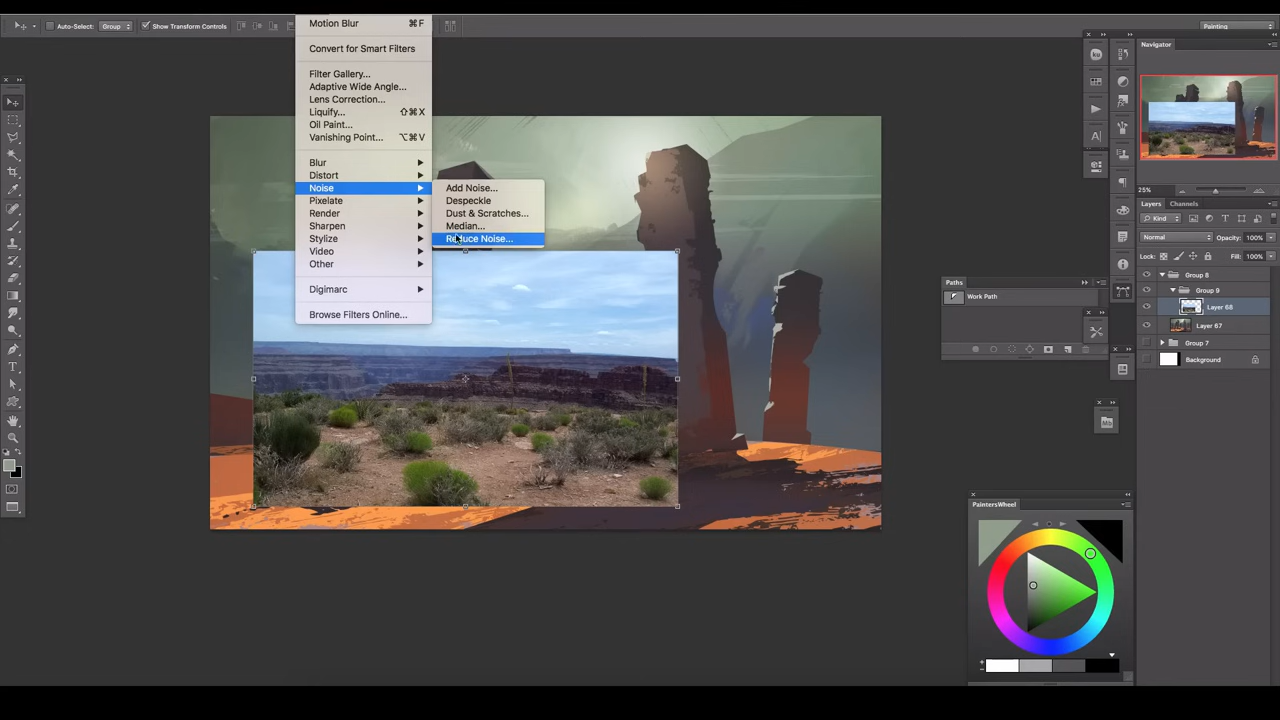 Auto-Select:
Group
Show Transform Controls
Painting
Motion Blur ⌘F
Convert for Smart Filters
Filter Gallery...
Adaptive Wide Angle...
Lens Correction...
Liquify... ⇧⌘X
Oil Paint...
Vanishing Point... ⌥⌘V
Blur
Distort
Noise
Pixelate
Render
Sharpen
Stylize
Video
Other
Digimarc
Browse Filters Online...
Add Noise...
Despeckle
Dust & Scratches...
Median...
Reduce Noise...
Navigator
25%
Layers Channels
Kind
Normal Opacity: 100%
Lock: Fill: 100%
Group 8
Group 9
Layer 68
Layer 67
Group 7
Background
Paths
Work Path
ku
A
Mo
PaintersWheel
T